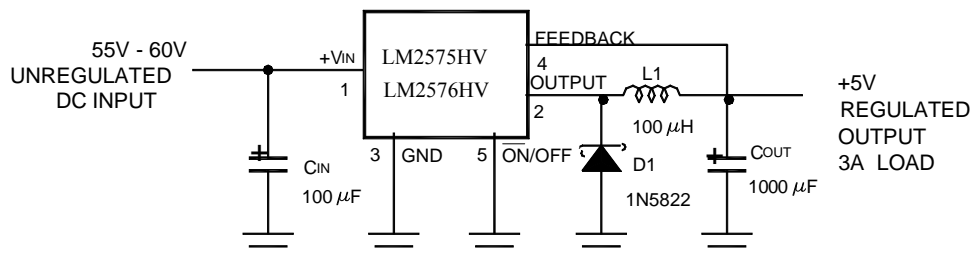 55V - 60V
UNREGULATED
DC INPUT
+VIN
1
LM2575HV
LM2576HV
FEEDBACK
4
OUTPUT
2
L1
100 μH
+5V
REGULATED
OUTPUT
3A LOAD
CIN
100 μF
3
GND
5
ON/OFF
D1
1N5822
COUT
1000 μF